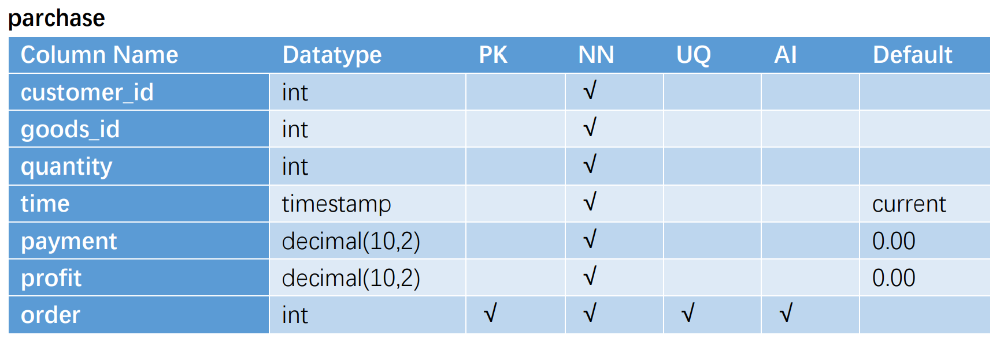 parchase
Column Name Datatype PK NN UQ AI Default
customer_id int √
goods_id int √
quantity int √
time timestamp √ current
payment decimal(10,2) √ 0.00
profit decimal(10,2) √ 0.00
order int √ √ √ √